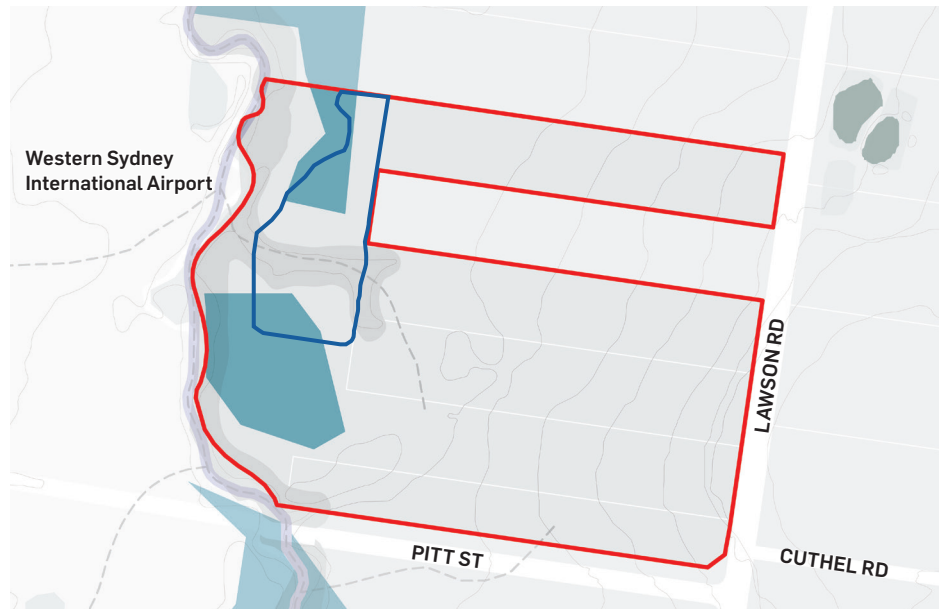 Western Sydney
International Airport
LAWSON RD
PITT ST
CUTHEL RD